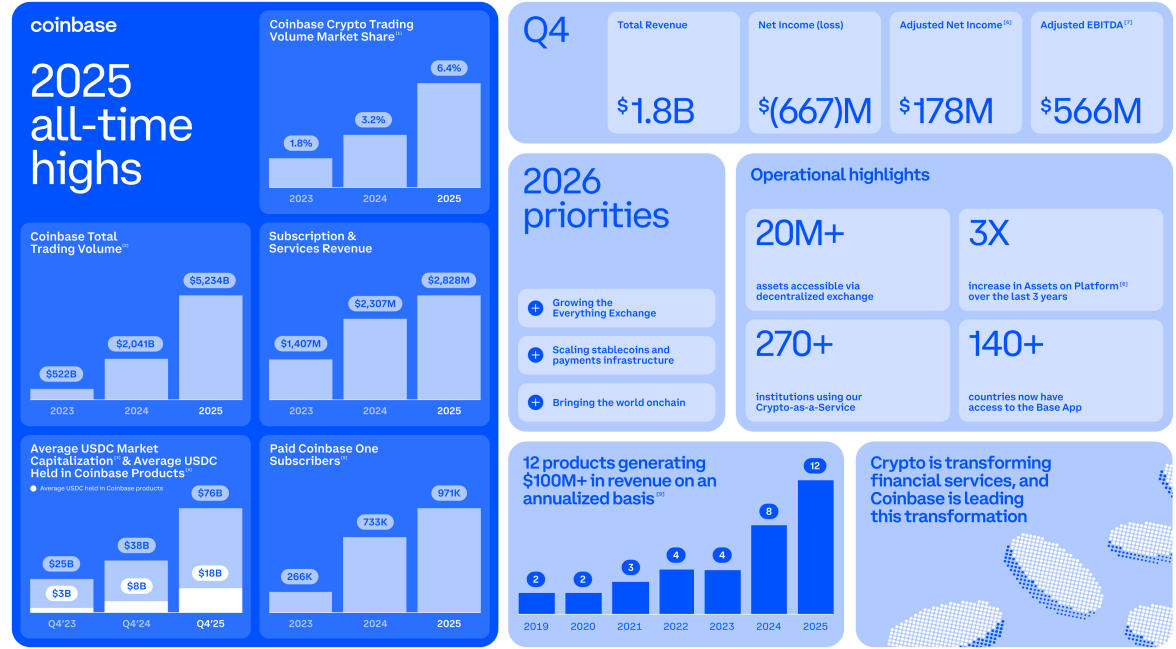 coinbase
2025
all-time
highs
Coinbase Crypto Trading
Volume Market Share[1]
1.8%
3.2%
6.4%
2023
2024
2025
Coinbase Total
Trading Volume[2]
$522B
$2,041B
$5,234B
2023
2024
2025
Subscription &
Services Revenue
$1,407M
$2,307M
$2,828M
2023
2024
2025
Average USDC Market
Capitalization[3] & Average USDC
Held in Coinbase Products[4]
Average USDC held in Coinbase products
$25B
$3B
$38B
$8B
$76B
$18B
Q4'23
Q4'24
Q4'25
Paid Coinbase One
Subscribers[5]
266K
733K
971K
2023
2024
2025
Q4
Total Revenue
$1.8B
Net Income (loss)
$(667)M
Adjusted Net Income[6]
$178M
Adjusted EBITDA[7]
$566M
2026
priorities
Growing the
Everything Exchange
Scaling stablecoins and
payments infrastructure
Bringing the world onchain
Operational highlights
20M+
assets accessible via
decentralized exchange
3X
increase in Assets on Platform[8]
over the last 3 years
270+
institutions using our
Crypto-as-a-Service
140+
countries now have
access to the Base App
12 products generating
$100M+ in revenue on an
annualized basis[9]
2
2
3
4
4
8
12
2019
2020
2021
2022
2023
2024
2025
Crypto is transforming
financial services, and
Coinbase is leading
this transformation